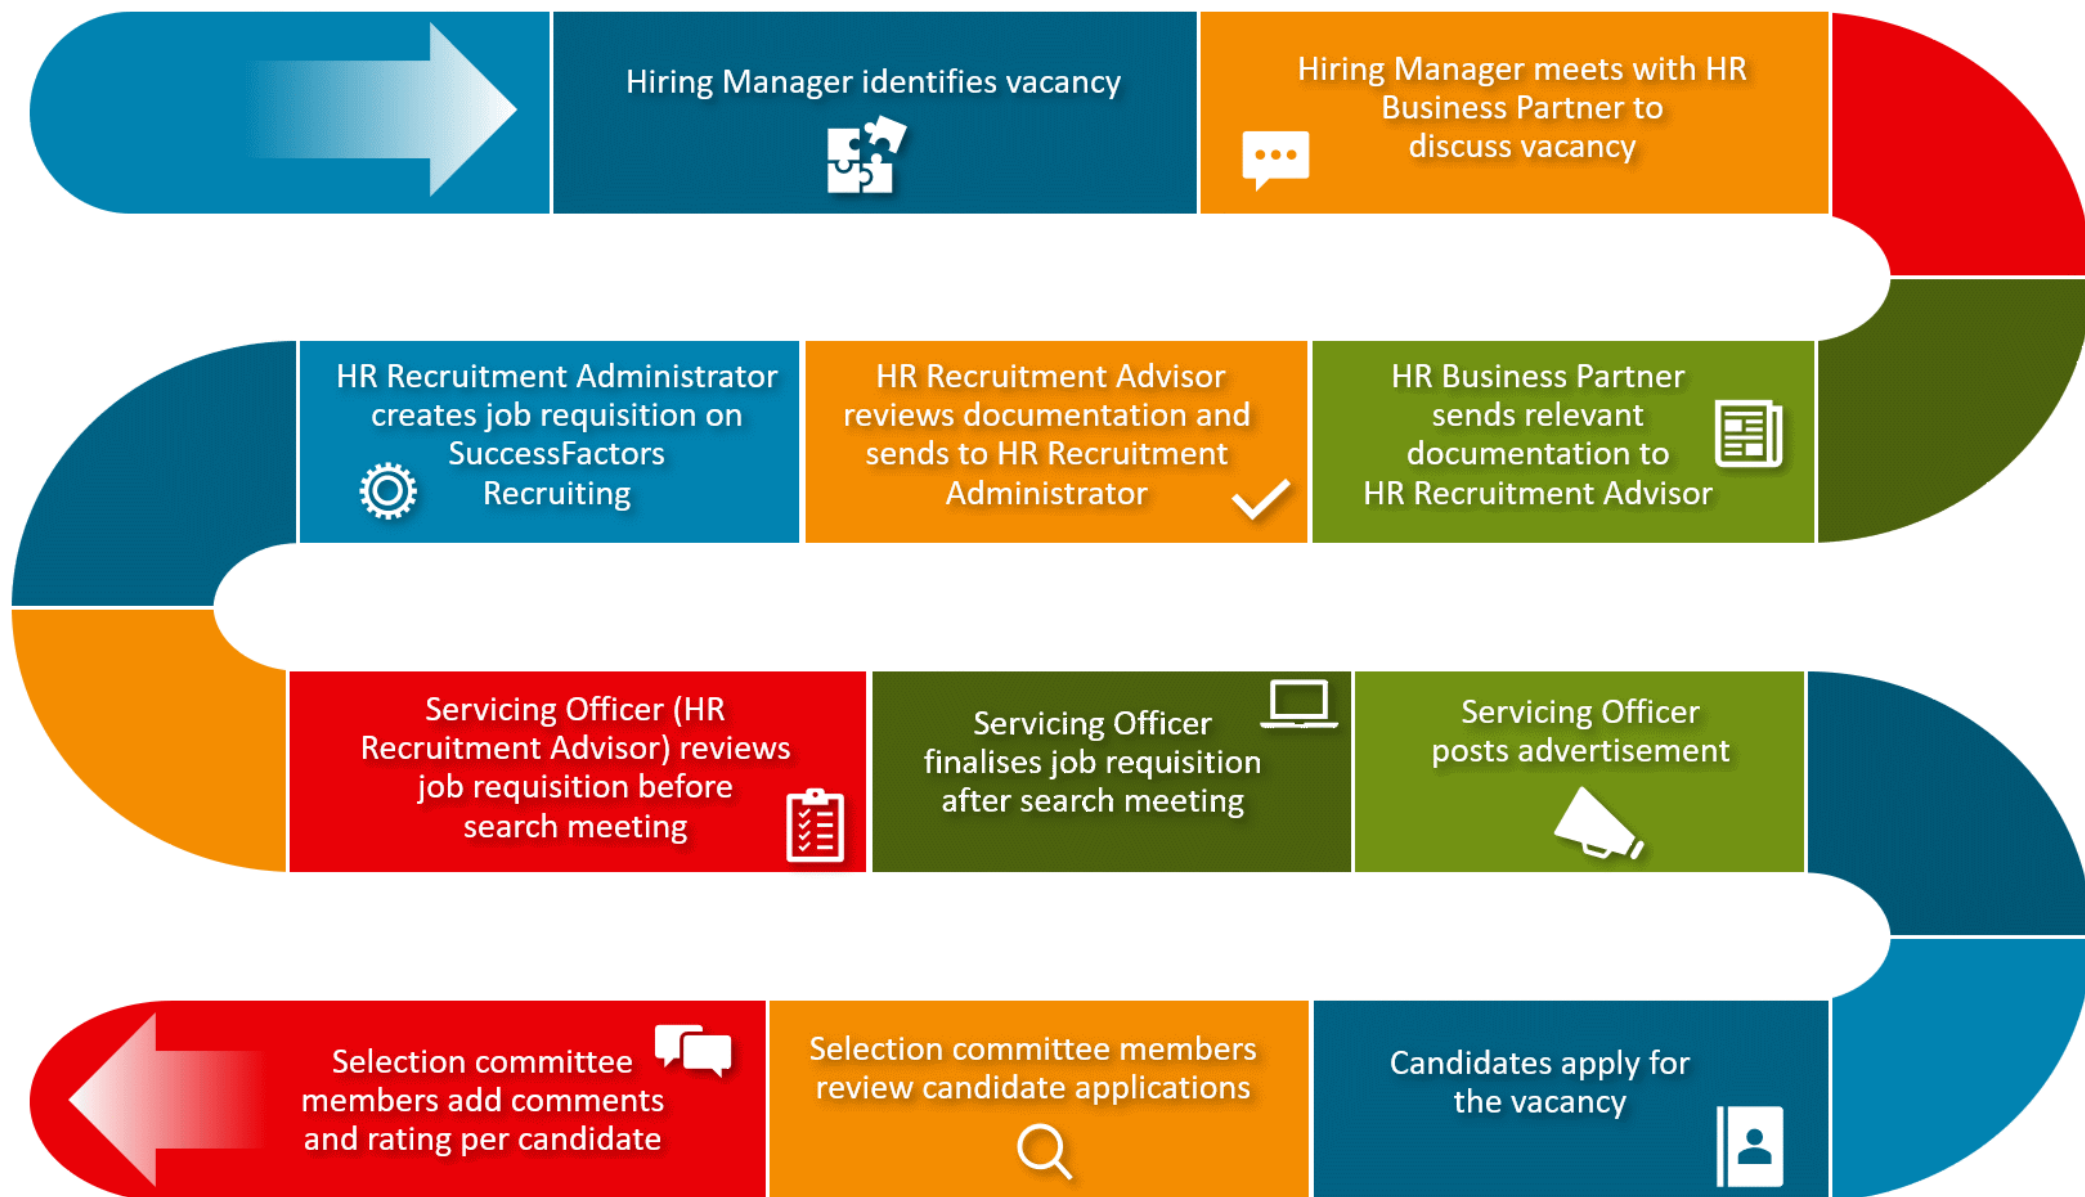 Hiring Manager identifies vacancy
Hiring Manager meets with HR
Business Partner to
discuss vacancy
HR Business Partner
sends relevant
documentation to
HR Recruitment Advisor
HR Recruitment Advisor
reviews documentation and
sends to HR Recruitment
Administrator
HR Recruitment Administrator
creates job requisition on
SuccessFactors
Recruiting
Servicing Officer (HR
Recruitment Advisor) reviews
job requisition before
search meeting
Servicing Officer
finalises job requisition
after search meeting
Servicing Officer
posts advertisement
Candidates apply for
the vacancy
Selection committee members
review candidate applications
Selection committee
members add comments
and rating per candidate